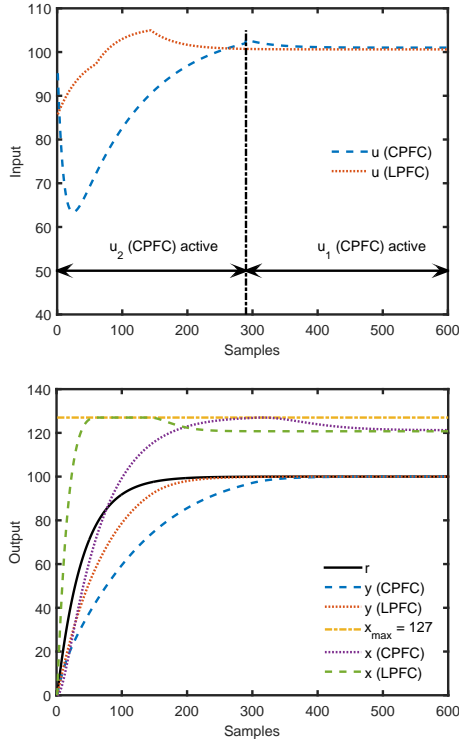 110
100
90
80
70
60
50
40
Input
u (CPFC)
u (LPFC)
u2 (CPFC) active
u1 (CPFC) active
0 100 200 300 400 500 600
Samples
140
120
100
80
60
40
20
0
Output
r
y (CPFC)
y (LPFC)
xmax = 127
x (CPFC)
x (LPFC)
0 100 200 300 400 500 600
Samples